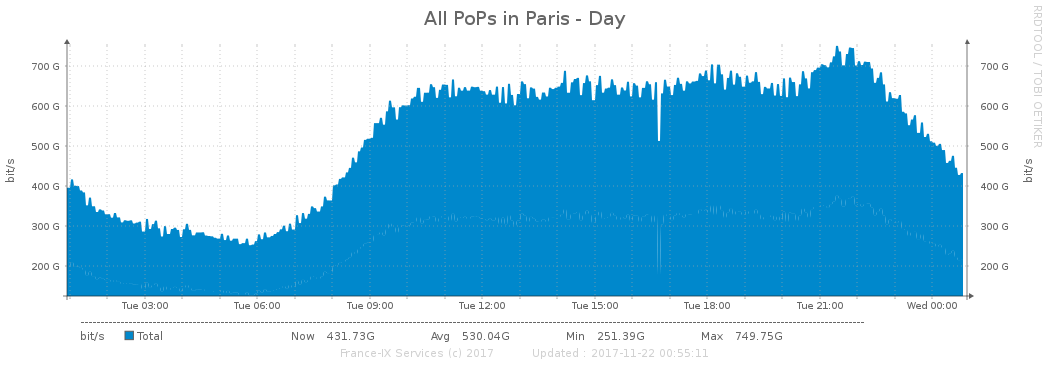 All PoPs in Paris - Day
RRDTOOL / TOBI OETIKER
bit/s
700 G
600 G
500 G
400 G
300 G
200 G
700 G
600 G
500 G
400 G
300 G
200 G
bit/s
Tue 03:00 Tue 06:00 Tue 09:00 Tue 12:00 Tue 15:00 Tue 18:00 Tue 21:00 Wed 00:00
bit/s Total Now 431.73G Avg 530.04G Min 251.39G Max 749.75G
France-IX Services (c) 2017 Updated : 2017-11-22 00:55:11